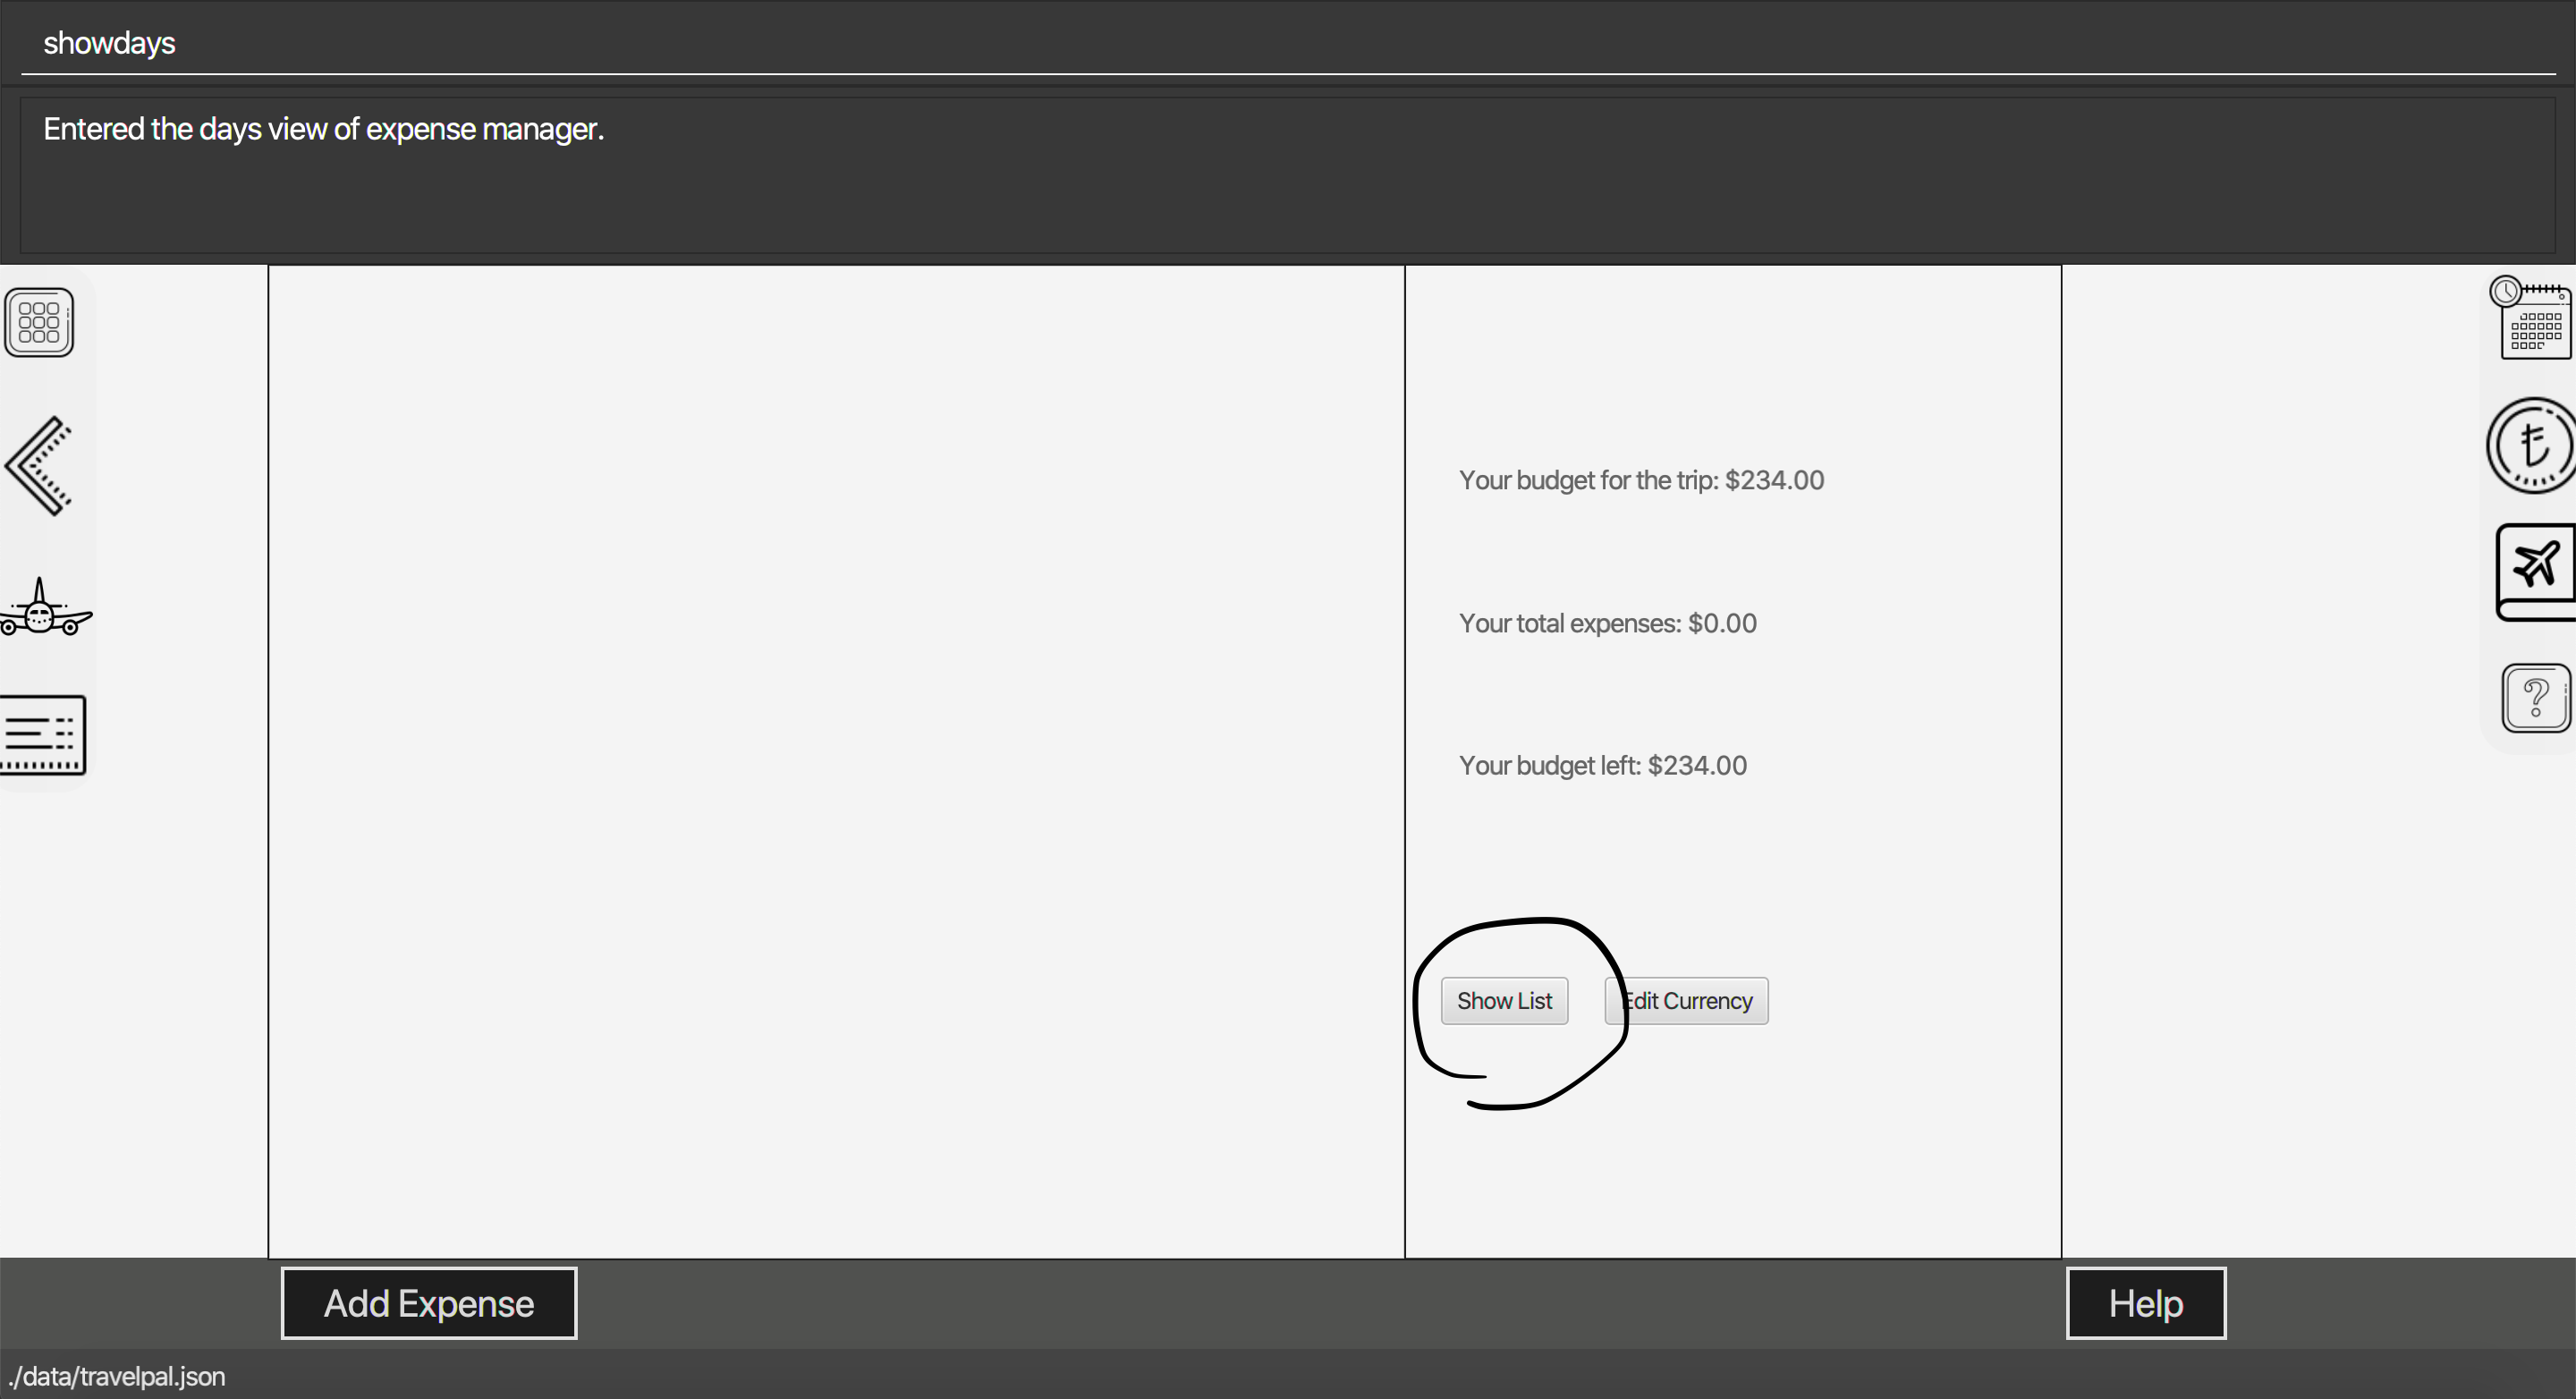 showdays
Entered the days view of expense manager.
Your budget for the trip: $234.00
Your total expenses: $0.00
Your budget left: $234.00
Show List
Edit Currency
?
Add Expense
Help
./data/travelpal.json